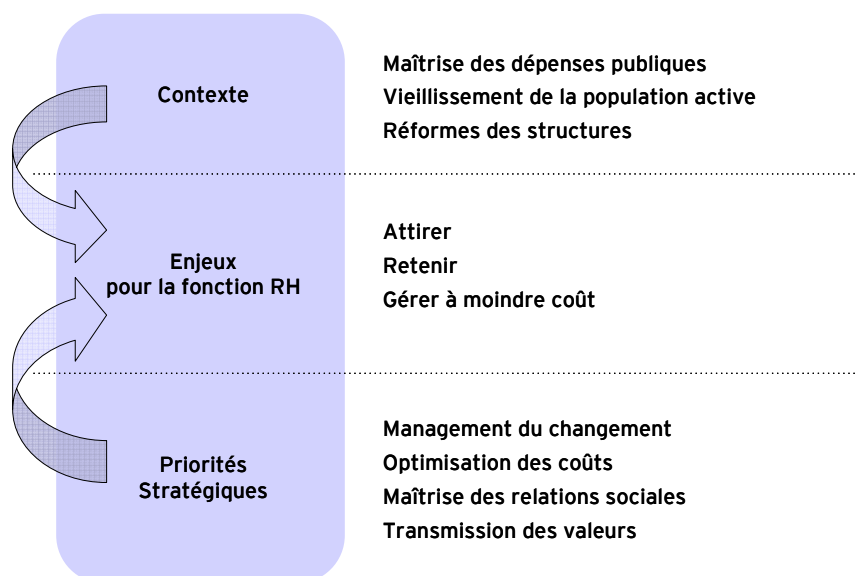 Contexte
Maîtrise des dépenses publiques
Vieillissement de la population active
Réformes des structures
Enjeux
pour la fonction RH
Attirer
Retenir
Gérer à moindre coût
Priorités
Stratégiques
Management du changement
Optimisation des coûts
Maîtrise des relations sociales
Transmission des valeurs